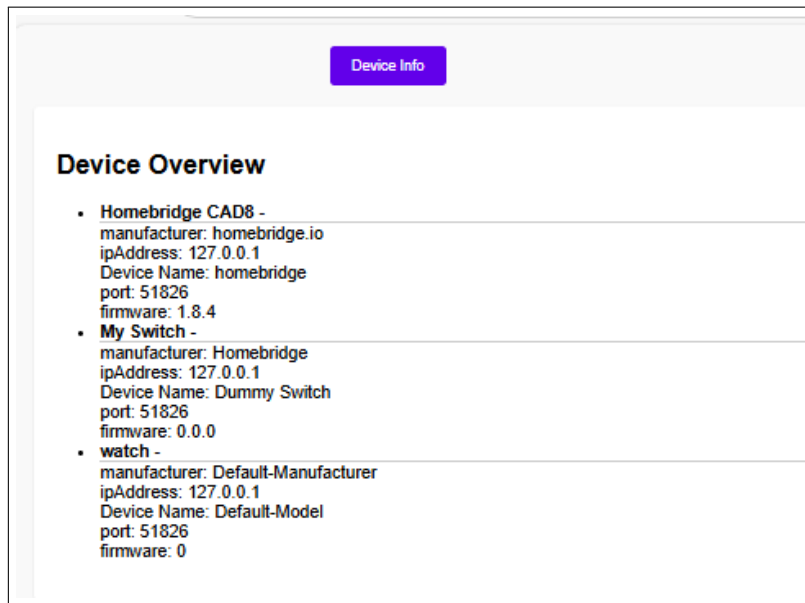 Device Info
Device Overview
Homebridge CAD8 -
manufacturer: homebridge.io
ipAddress: 127.0.0.1
Device Name: homebridge
port: 51826
firmware: 1.8.4
My Switch -
manufacturer: Homebridge
ipAddress: 127.0.0.1
Device Name: Dummy Switch
port: 51826
firmware: 0.0.0
watch -
manufacturer: Default-Manufacturer
ipAddress: 127.0.0.1
Device Name: Default-Model
port: 51826
firmware: 0